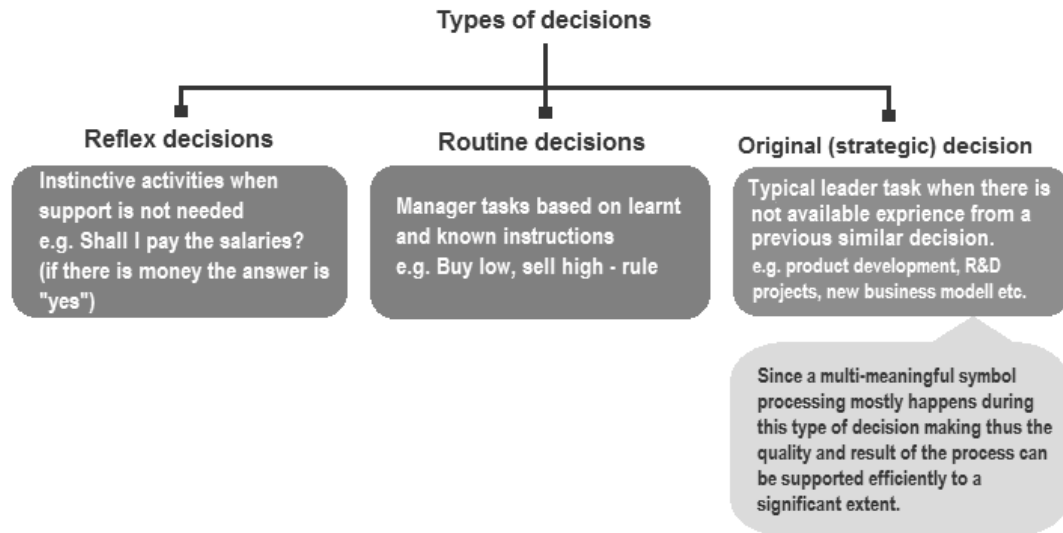 Types of decisions
Reflex decisions
Instinctive activities when
support is not needed
e.g. Shall I pay the salaries?
(if there is money the answer is
"yes")
Routine decisions
Manager tasks based on learnt
and known instructions
e.g. Buy low, sell high - rule
Original (strategic) decision
Typical leader task when there is
not available exprience from a
previous similar decision.
e.g. product development, R&D
projects, new business modell etc.
Since a multi-meaningful symbol
processing mostly happens during
this type of decision making thus the
quality and result of the process can
be supported efficiently to a
significant extent.